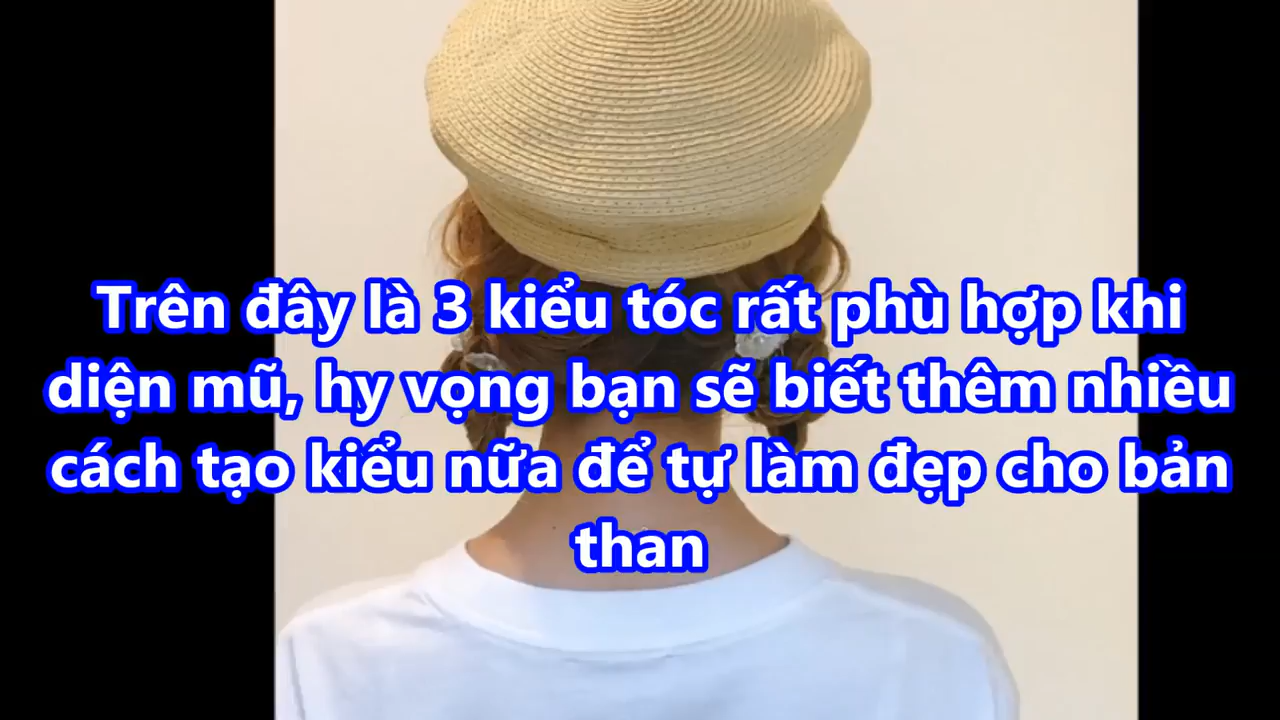 Trên đây là 3 kiểu tóc rất phù hợp khi
diện mũ, hy vọng bạn sẽ biết thêm nhiều
cách tạo kiểu nữa để tự làm đẹp cho bản
than